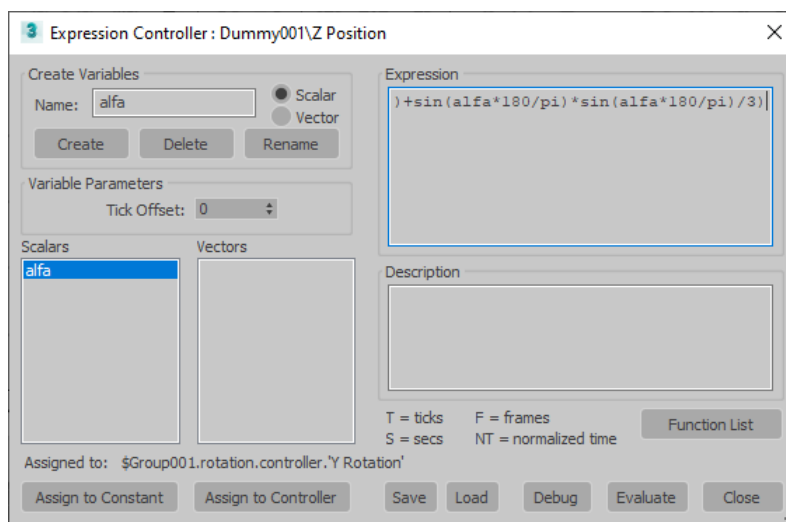 3 Expression Controller : Dummy001\Z Position
Create Variables
Name: alfa
Scalar
Vector
Create Delete Rename
Variable Parameters
Tick Offset: 0
Scalars Vectors
alfa
Assigned to: $Group001.rotation.controller.'Y Rotation'
Assign to Constant Assign to Controller
Expression
)+sin(alfa*180/pi)*sin(alfa*180/pi)/3)
Description
T = ticks F = frames
S = secs NT = normalized time
Function List
Save Load Debug Evaluate Close